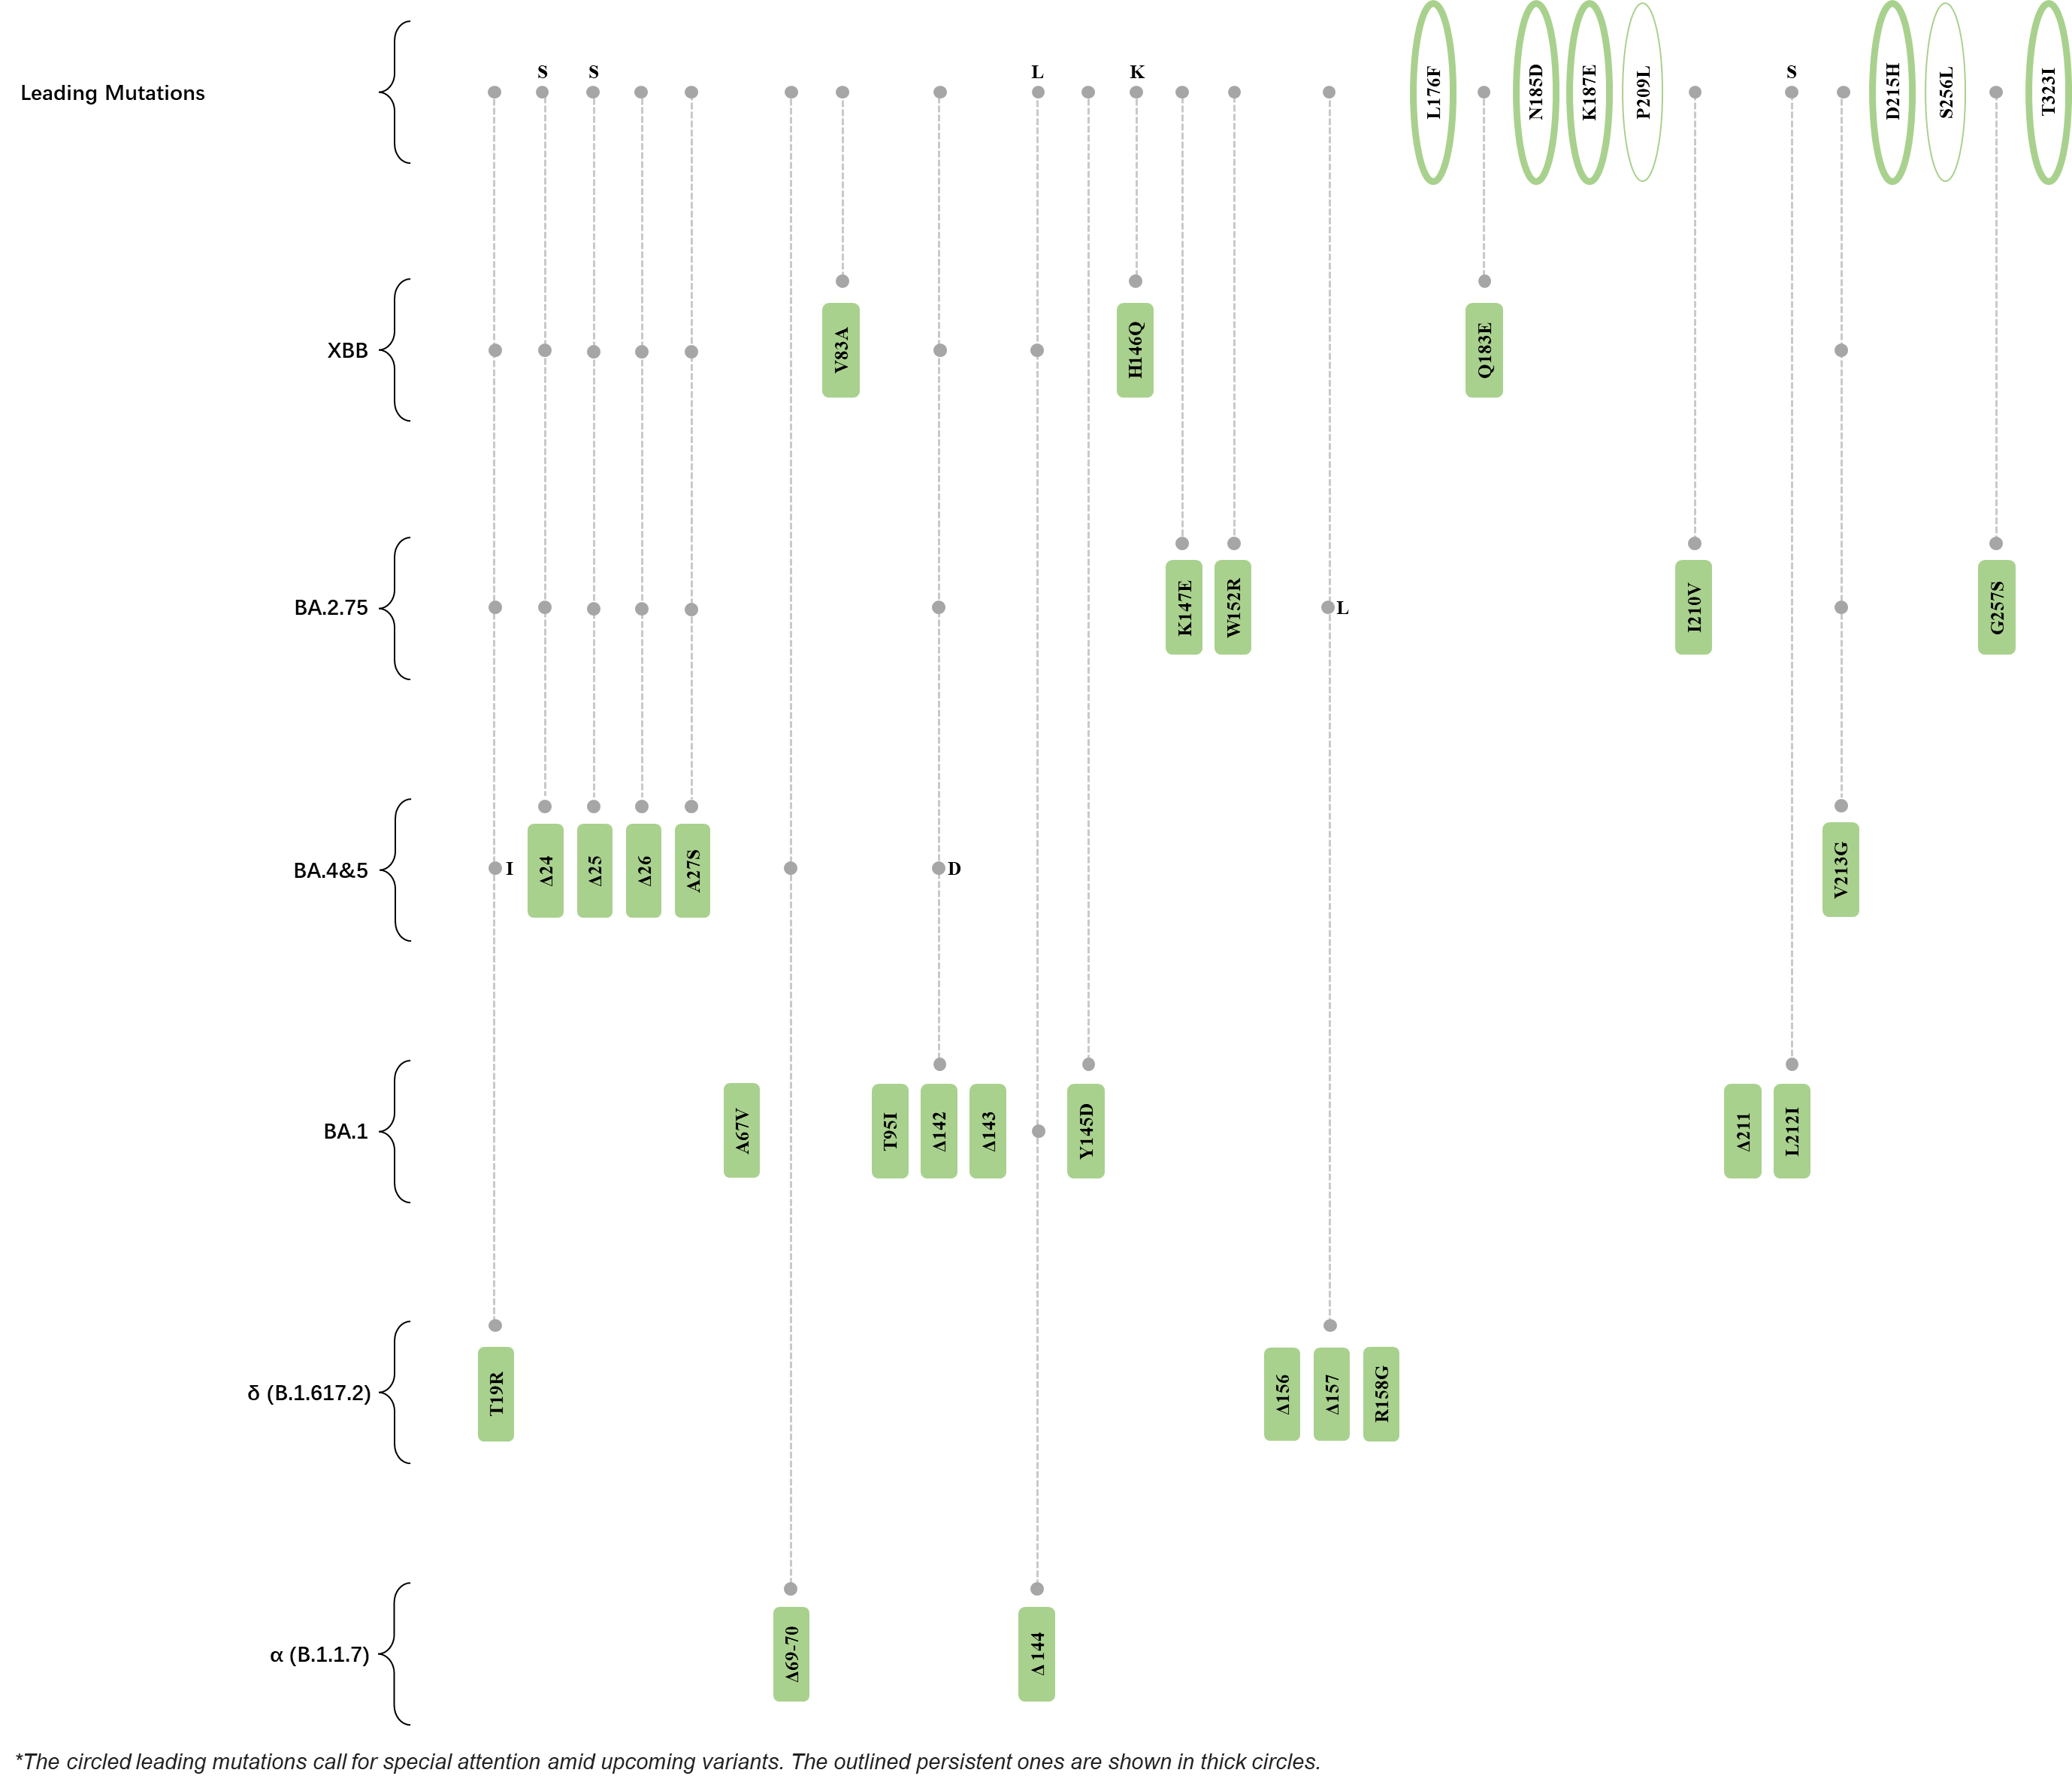 Leading Mutations
S
S
L
K
L176F
N185D
K187E
P209L
S
D215H
S256L
T323I
XBB
V83A
H146Q
Q183E
BA.2.75
K147E
W152R
L
I210V
G257S
BA.4&5
I
Δ24
Δ25
Δ26
A27S
D
V213G
BA.1
A67V
T95I
Δ142
Δ143
Y145D
Δ211
L212I
δ (B.1.617.2)
T19R
Δ156
Δ157
R158G
α (B.1.1.7)
Δ69-70
Δ144
*The circled leading mutations call for special attention amid upcoming variants. The outlined persistent ones are shown in thick circles.